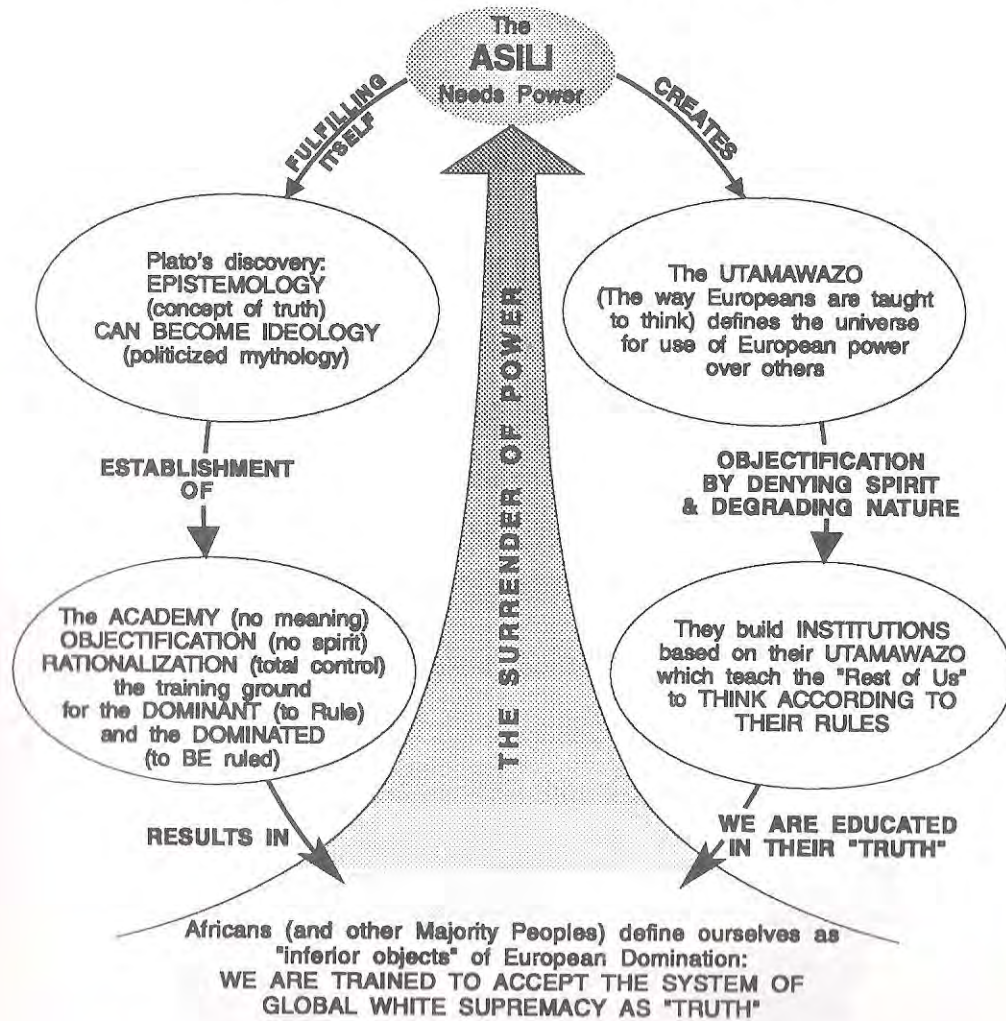 The
ASILI
Needs Power
FULFILLING
ITSELF
CREATES
Plato's discovery:
EPISTEMOLOGY
(concept of truth)
CAN BECOME IDEOLOGY
(politicized mythology)
The UTAMAWAZO
(The way Europeans are taught
to think) defines the universe
for use of European power
over others
THE SURRENDER OF POWER
ESTABLISHMENT
OF
OBJECTIFICATION
BY DENYING SPIRIT
& DEGRADING NATURE
The ACADEMY (no meaning)
OBJECTIFICATION (no spirit)
RATIONALIZATION (total control)
the training ground
for the DOMINANT (to Rule)
and the DOMINATED
(to BE ruled)
They build INSTITUTIONS
based on their UTAMAWAZO
which teach the "Rest of Us"
to THINK ACCORDING TO
THEIR RULES
RESULTS IN
WE ARE EDUCATED
IN THEIR "TRUTH"
Africans (and other Majority Peoples) define ourselves as
"inferior objects" of European Domination:
WE ARE TRAINED TO ACCEPT THE SYSTEM OF
GLOBAL WHITE SUPREMACY AS "TRUTH"